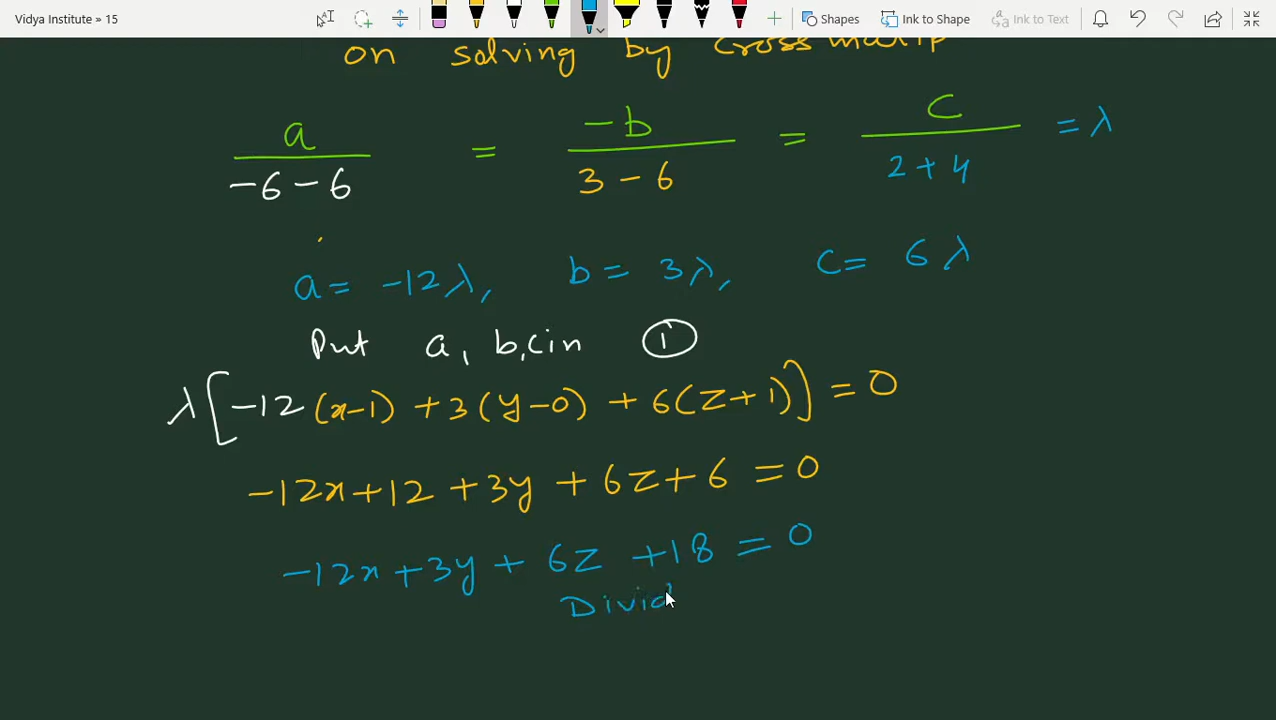 Vidya Institute » 15
Shapes Ink to Shape Ink to Text
on solving by cross multip
a/(-6-6) = -b/(3-6) = c/(2+4) = λ
a = -12λ, b = 3λ, c = 6λ
Put a, b, c in ①
λ[-12(x-1) + 3(y-0) + 6(z+1)] = 0
-12x + 12 + 3y + 6z + 6 = 0
-12x + 3y + 6z + 18 = 0
Divid